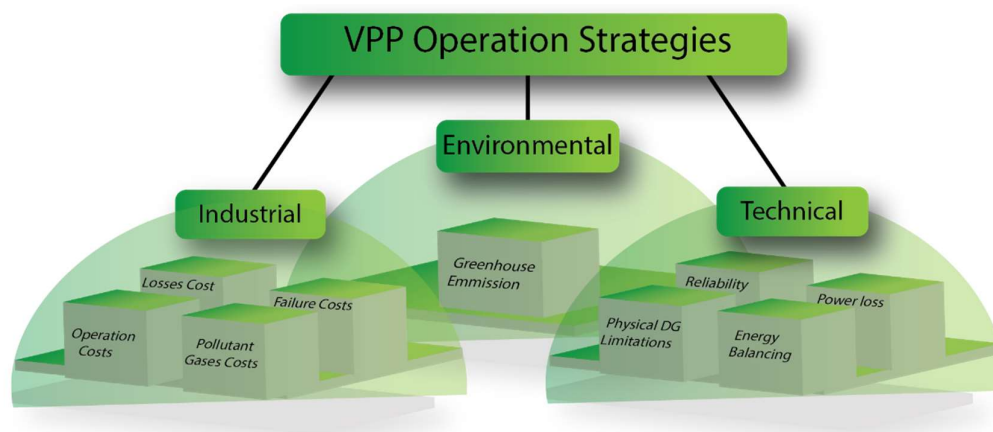 VPP Operation Strategies
Environmental
Industrial
Technical
Losses Cost
Failure Costs
Operation
Costs
Pollutant
Gases Costs
Greenhouse
Emmission
Reliability
Power loss
Physical DG
Limitations
Energy
Balancing